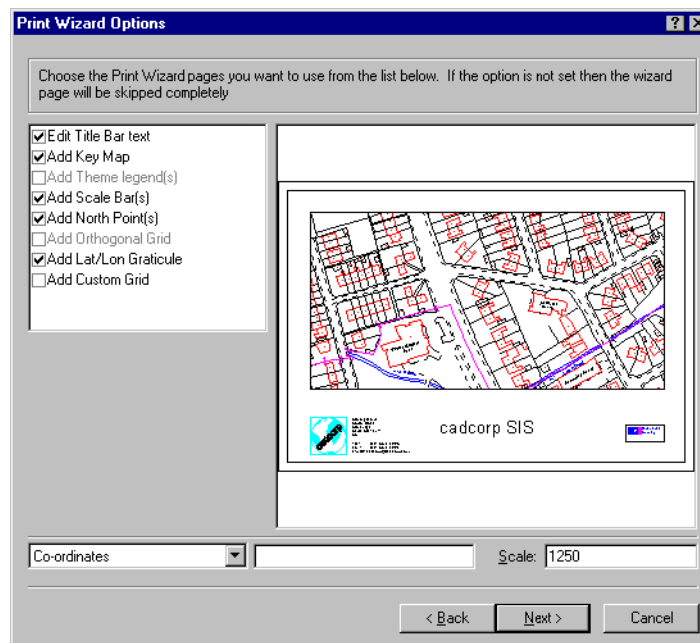 Print Wizard Options
Choose the Print Wizard pages you want to use from the list below. If the option is not set then the wizard
page will be skipped completely
Edit Title Bar text
Add Key Map
Add Theme legend(s)
Add Scale Bar(s)
Add North Point(s)
Add Orthogonal Grid
Add Lat/Lon Graticule
Add Custom Grid
cadcorp
cadcorp SIS
Co-ordinates
Scale: 1250
< Back
Next >
Cancel